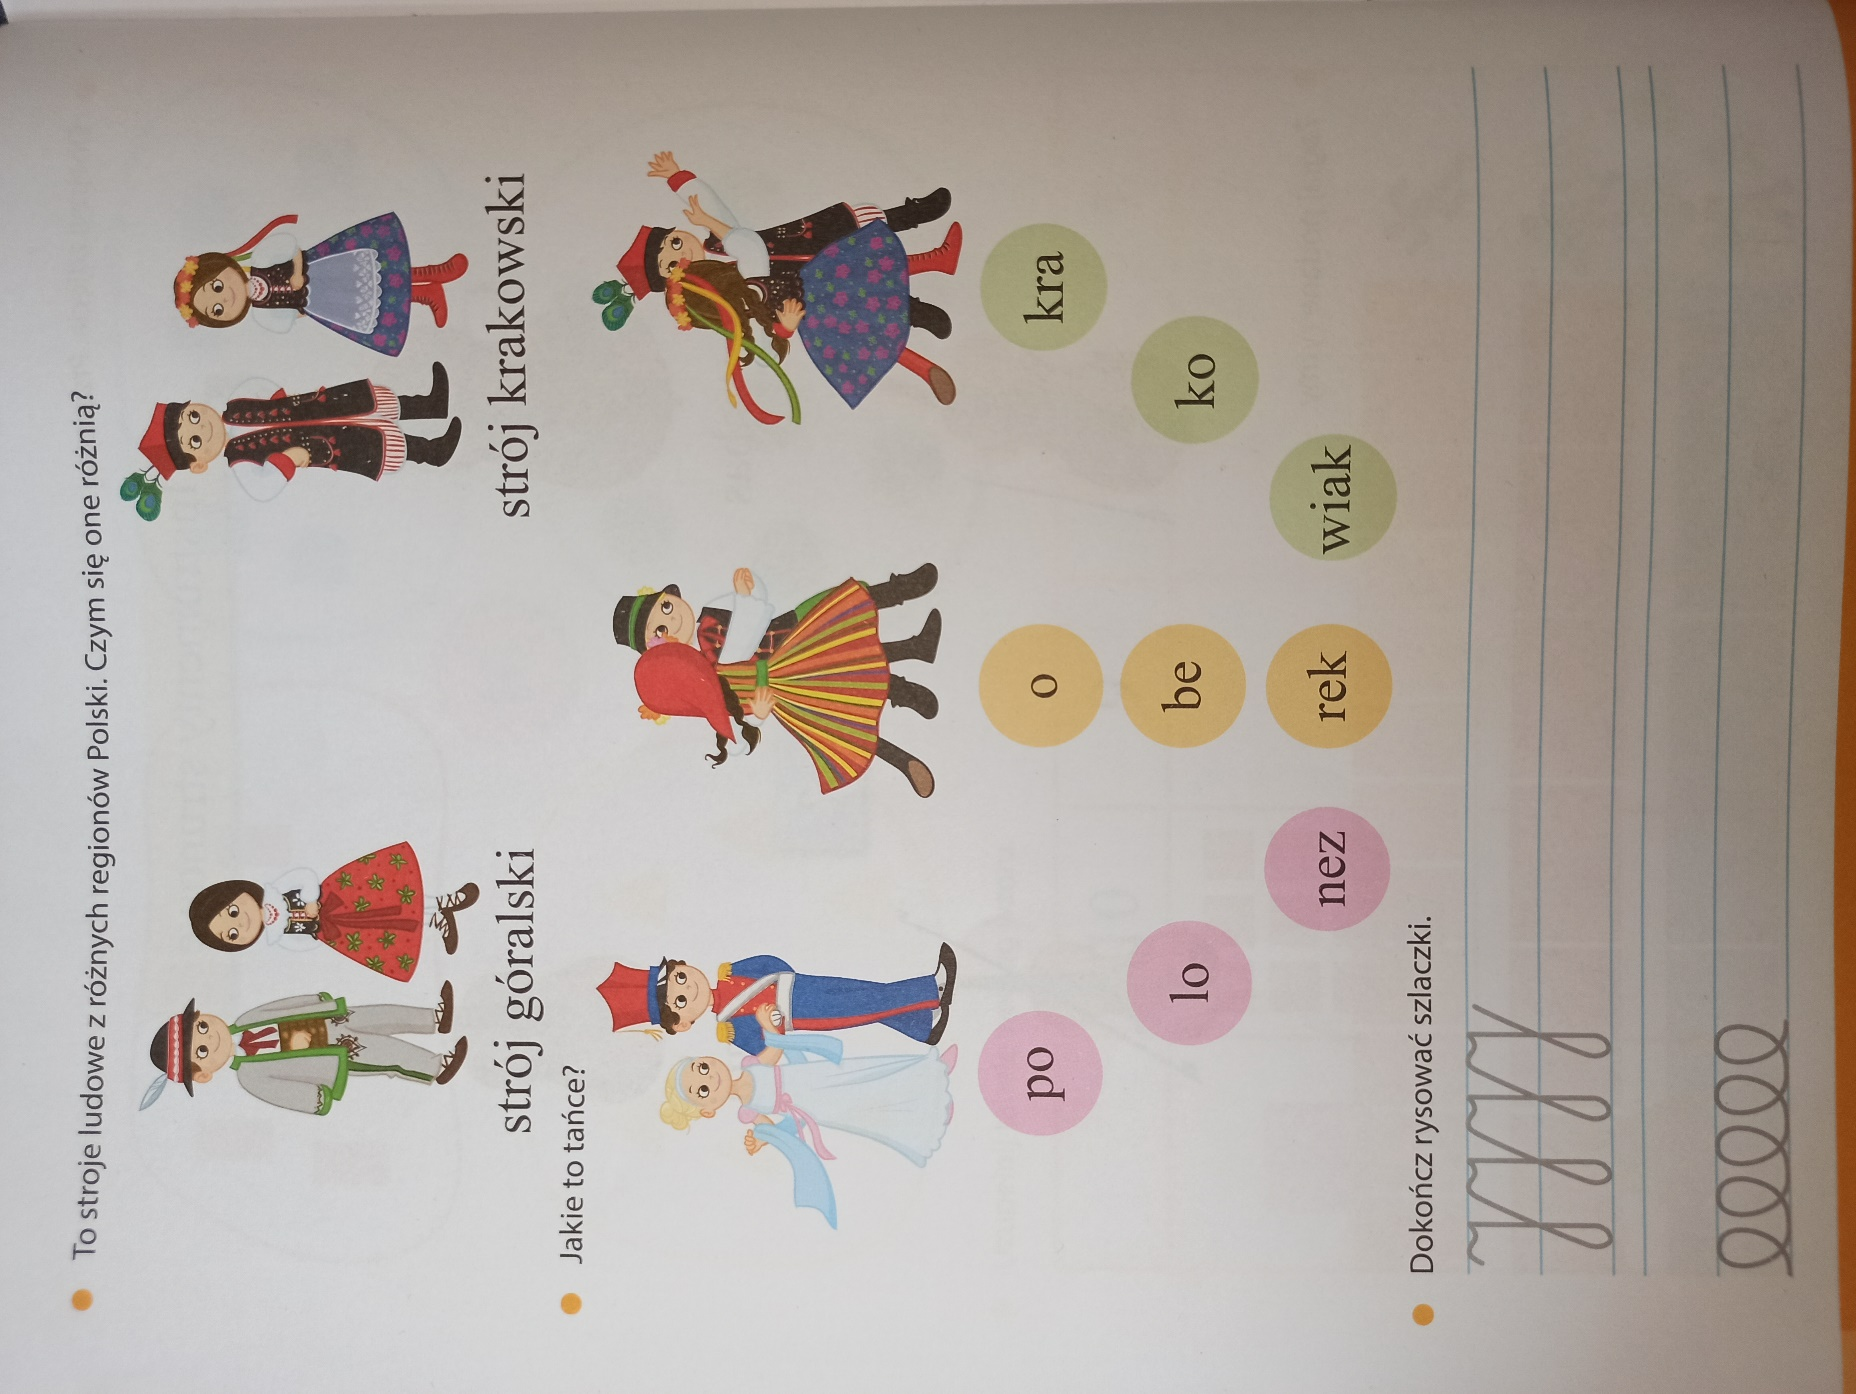 To stroje ludowe z różnych regionów Polski. Czym się one różnią?
strój góralski
strój krakowski
Jakie to tańce?
po
lo
nez
o
be
rek
kra
ko
wiak
Dokończ rysować szlaczki.